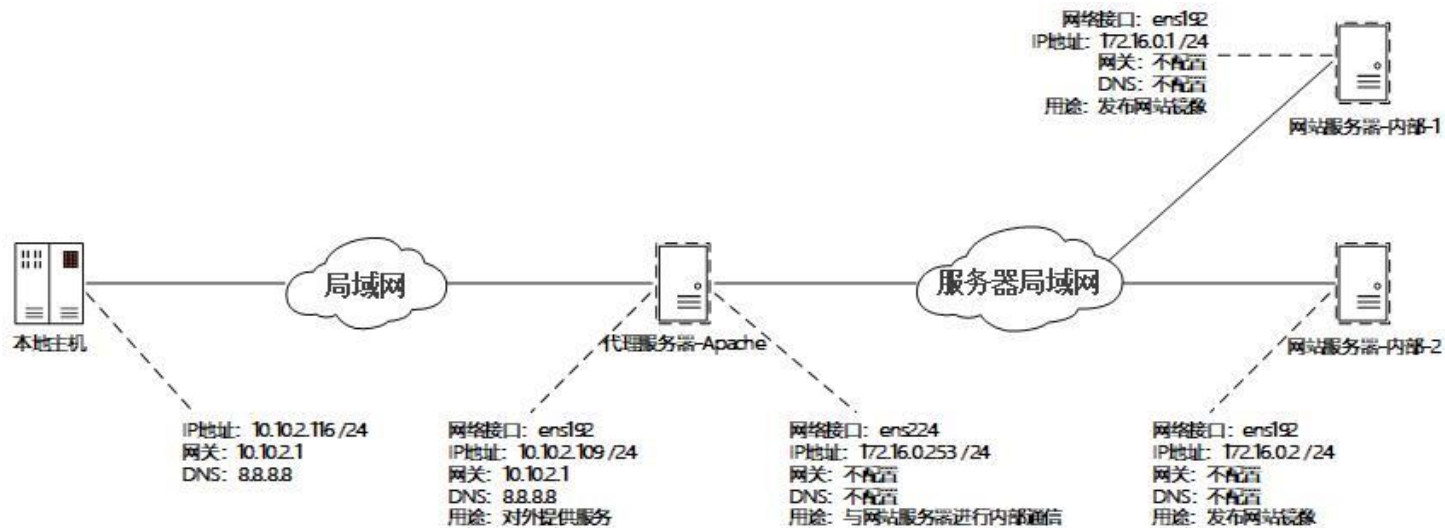 网络接口：ens192
IP地址：172.16.0.1 /24
网关：不配置
DNS：不配置
用途：发布网站镜像
网站服务器-内部-1
局域网
服务器局域网
本地主机
代理服务器-Apache
网站服务器-内部-2
IP地址：10.10.2.116 /24
网关：10.10.2.1
DNS：8.8.8.8
网络接口：ens192
IP地址：10.10.2.109 /24
网关：10.10.2.1
DNS：8.8.8.8
用途：对外提供服务
网络接口：ens224
IP地址：172.16.0.253 /24
网关：不配置
DNS：不配置
用途：与网站服务器进行内部通信
网络接口：ens192
IP地址：172.16.0.2 /24
网关：不配置
DNS：不配置
用途：发布网站镜像